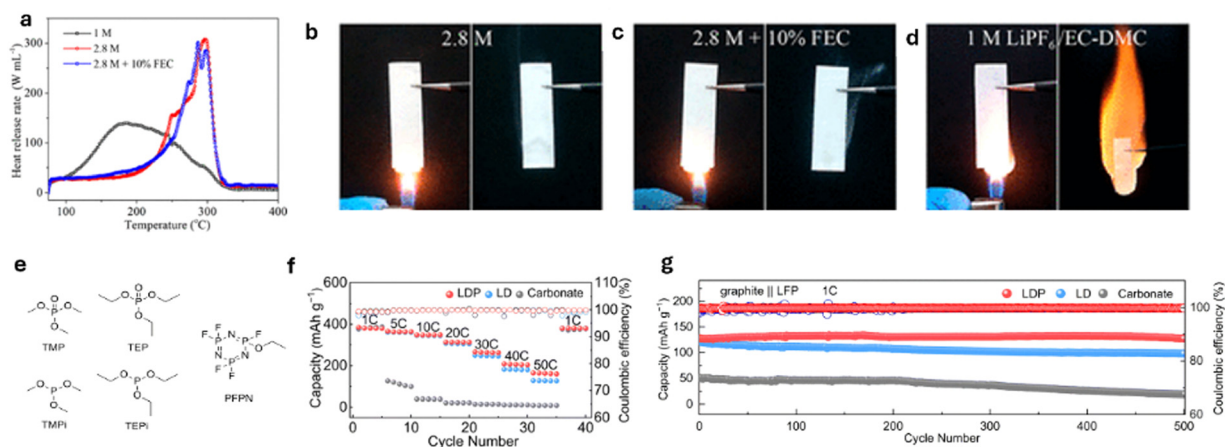 a
1 M
2.8 M
2.8 M + 10% FEC
Heat release rate (W mL⁻¹)
300
200
100
0
100
200
300
400
Temperature (°C)
b
2.8 M
c
2.8 M + 10% FEC
d
1 M LiPF₆/EC-DMC
e
TMP
TEP
TMPi
TEPi
PFPN
f
LDP
LD
Carbonate
Capacity (mAh g⁻¹)
600
400
200
0
1C
5C
10C
20C
30C
40C
50C
1C
Coulombic efficiency (%)
110
100
90
80
70
60
0
10
20
30
40
Cycle Number
g
graphite || LFP
1C
LDP
LD
Carbonate
Capacity (mAh g⁻¹)
200
150
100
50
0
Coulombic efficiency (%)
100
80
60
0
100
200
300
400
500
Cycle Number